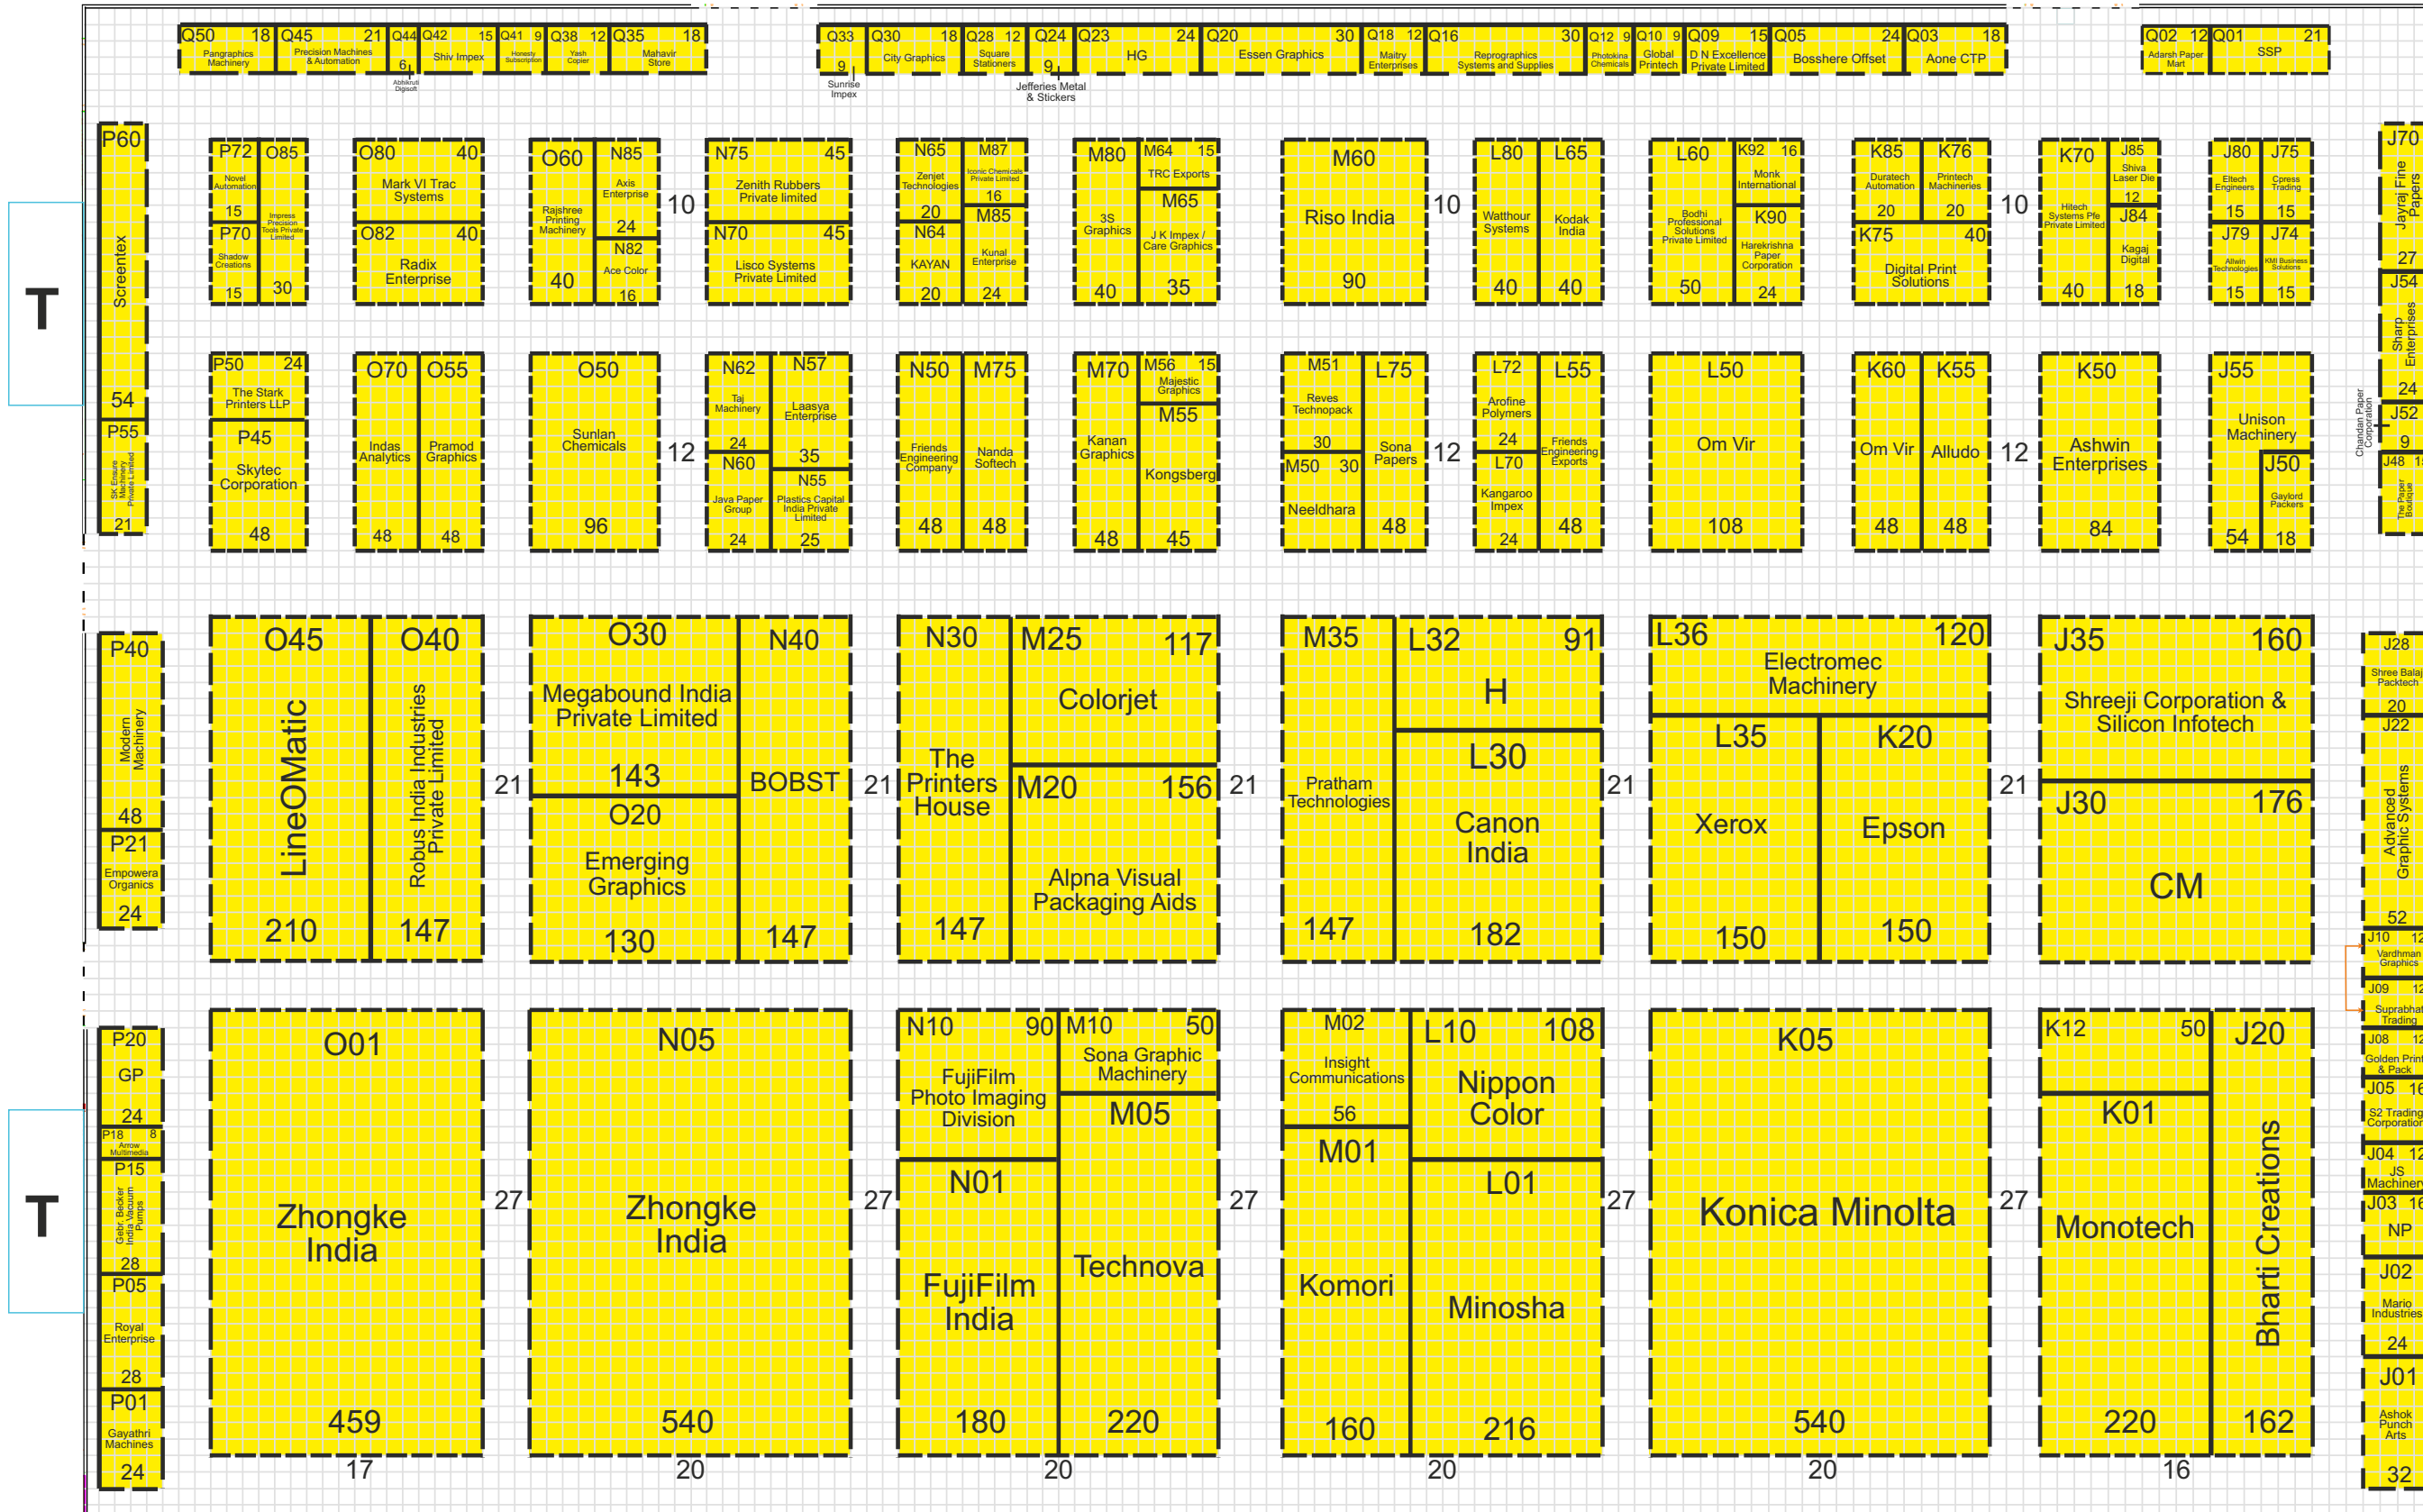 Q50 18
Pangraphics
Machinery
Q45 21
Precision Machines
& Automation
Q44
6
Abhikruti
Digisoft
Q42 15
Shiv Impex
Q41 9
Honesty
Subscription
Q38 12
Yash
Copier
Q35 18
Mahavir
Store
Q33
9
Sunrise
Impex
Q30 18
City Graphics
Q28 12
Square
Stationers
Q24
9
Jefferies Metal
& Stickers
Q23 24
HG
Q20 30
Essen Graphics
Q18 12
Maitry
Enterprises
Q16 30
Reprographics
Systems and Supplies
Q12 9
Photokina
Chemicals
Q10 9
Global
Printech
Q09 15
D N Excellence
Private Limited
Q05 24
Bosshere Offset
Q03 18
Aone CTP
Q02 12
Adarsh Paper
Mart
Q01 21
SSP
T
P60
Screentex
54
P55
SK Ensure
Machinery
Private Limited
21
P72
Novel
Automation
15
P70
Shadow
Creations
15
O85
Impress
Precision
Tools Private
Limited
30
O80 40
Mark VI Trac
Systems
O82 40
Radix
Enterprise
O60
Rajshree
Printing
Machinery
40
N85
Axis
Enterprise
24
N82
Ace Color
16
10
N75 45
Zenith Rubbers
Private limited
N70 45
Lisco Systems
Private Limited
N65
Zenjet
Technologies
20
N64
KAYAN
20
M87
Iconic Chemicals
Private Limited
16
M85
Kunal
Enterprise
24
M80
3S
Graphics
40
M64 15
TRC Exports
M65
J K Impex /
Care Graphics
35
M60
Riso India
90
10
L80
Watthour
Systems
40
L65
Kodak
India
40
L60
Bodhi
Professional
Solutions
Private Limited
50
K92 16
Monk
International
K90
Harekrishna
Paper
Corporation
24
K85
Duratech
Automation
20
K76
Printech
Machineries
20
K75 40
Digital Print
Solutions
10
K70
Hitech
Systems Pfe
Private Limited
40
J85
Shiva
Laser Die
12
J84
Kagaj
Digital
18
J80
Eltech
Engineers
15
J75
Cpress
Trading
15
J79
Allwin
Technologies
15
J74
KMI Business
Solutions
15
J70
Jayraj Fine
Papers
27
J54
Sharp
Enterprises
24
J52
9
Chandan Paper
Corporation
J48 15
The Paper
Boutique
P50 24
The Stark
Printers LLP
P45
Skytec
Corporation
48
O70
Indas
Analytics
48
O55
Pramod
Graphics
48
O50
Sunlan
Chemicals
96
12
N62
Taj
Machinery
24
N60
Java Paper
Group
24
N57
Laasya
Enterprise
35
N55
Plastics Capital
India Private
Limited
25
N50
Friends
Engineering
Company
48
M75
Nanda
Softech
48
M70
Kanan
Graphics
48
M56 15
Majestic
Graphics
M55
Kongsberg
45
M51
Reves
Technopack
30
M50 30
Neeldhara
L75
Sona
Papers
48
12
L72
Arofine
Polymers
24
L70
Kangaroo
Impex
24
L55
Friends
Engineering
Exports
48
L50
Om Vir
108
K60
Om Vir
48
K55
Alludo
48
12
K50
Ashwin
Enterprises
84
J55
Unison
Machinery
54
J50
Gaylord
Packers
18
P40
Modern
Machinery
48
P21
Empowera
Organics
24
O45
LineOMatic
210
O40
Robus India Industries
Private Limited
147
21
O30
Megabound India
Private Limited
143
O20
Emerging
Graphics
130
N40
BOBST
147
21
N30
The
Printers
House
147
M25 117
Colorjet
M20 156
Alpna Visual
Packaging Aids
21
M35
Pratham
Technologies
147
L32 91
H
L30
Canon
India
182
21
L36 120
Electromec
Machinery
L35
Xerox
150
K20
Epson
150
21
J35 160
Shreeji Corporation &
Silicon Infotech
J30 176
CM
J28
Shree Balaj
Packtech
20
J22
Advanced
Graphic Systems
52
J10 12
Vardhman
Graphics
J09 12
Suprabhat
Trading
T
P20
GP
24
P18 8
Arrow
Multimedia
P15
Gebr. Becker
India Vacuum
Pumps
28
P05
Royal
Enterprise
28
P01
Gayathri
Machines
24
O01
Zhongke
India
459
17
27
N05
Zhongke
India
540
20
27
N10 90
FujiFilm
Photo Imaging
Division
N01
FujiFilm
India
180
M10 50
Sona Graphic
Machinery
M05
Technova
220
20
27
M02
Insight
Communications
56
M01
Komori
160
L10 108
Nippon
Color
L01
Minosha
216
20
27
K05
Konica Minolta
540
20
27
K12 50
K01
Monotech
220
J20
Bharti Creations
162
16
J08 12
Golden Print
& Pack
J05 16
S2 Trading
Corporation
J04 12
JS
Machinery
J03 16
NP
J02
Mario
Industries
24
J01
Ashok
Punch
Arts
32